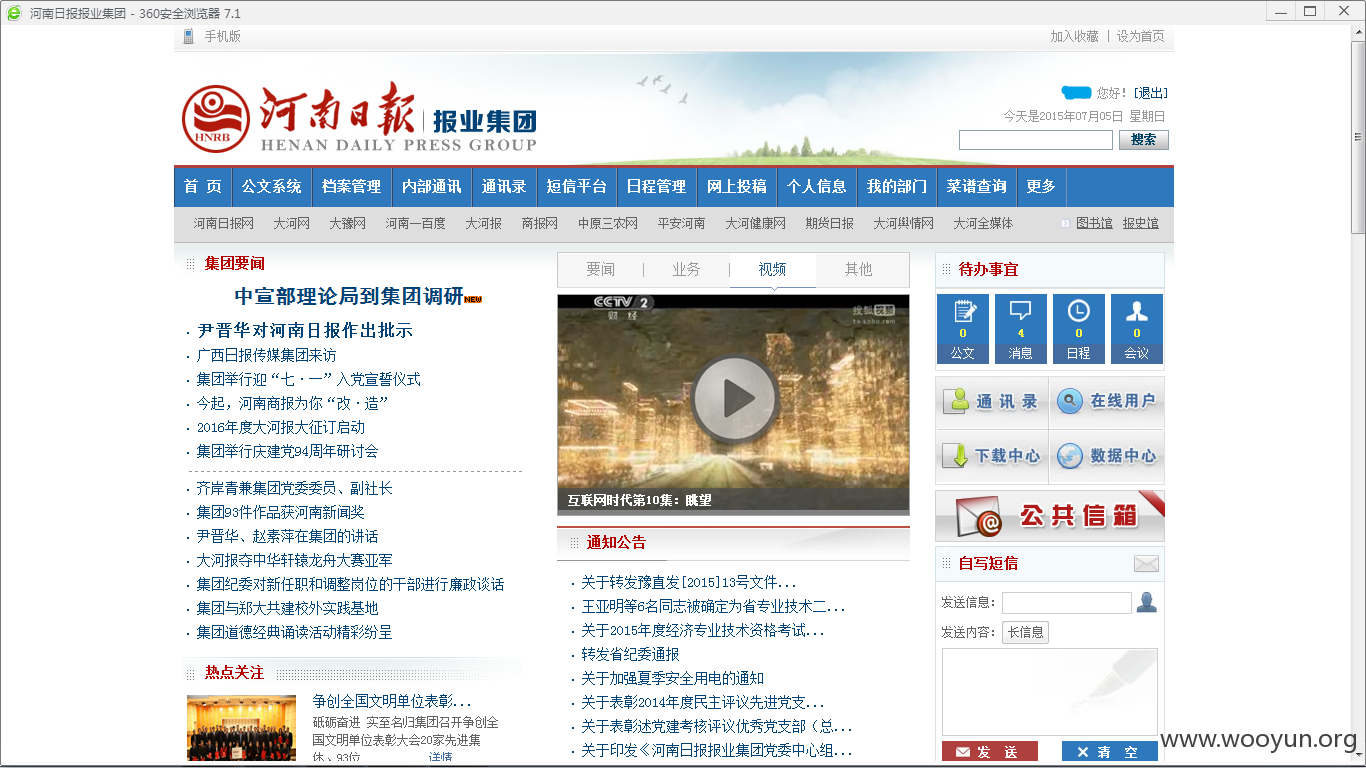 河南日报报业集团 - 360安全浏览器 7.1
手机版
加入收藏 | 设为首页
HNRB
河南日报 报业集团
HENAN DAILY PRESS GROUP
您好! [退出]
今天是2015年07月05日 星期日
搜索
首 页 公文系统 档案管理 内部通讯 通讯录 短信平台 日程管理 网上投稿 个人信息 我的部门 菜谱查询 更多
河南日报网 大河网 大豫网 河南一百度 大河报 商报网 中原三农网 平安河南 大河健康网 期货日报 大河舆情网 大河全媒体 图书馆 报史馆
集团要闻
中宣部理论局到集团调研NEW
· 尹晋华对河南日报作出批示
· 广西日报传媒集团来访
· 集团举行迎“七·一”入党宣誓仪式
· 今起，河南商报为你“改·造”
· 2016年度大河报大征订启动
· 集团举行庆建党94周年研讨会
· 齐岸青兼集团党委委员、副社长
· 集团93件作品获河南新闻奖
· 尹晋华、赵素萍在集团的讲话
· 大河报夺中华轩辕龙舟大赛亚军
· 集团纪委对新任职和调整岗位的干部进行廉政谈话
· 集团与郑大共建校外实践基地
· 集团道德经典诵读活动精彩纷呈
热点关注
争创全国文明单位表彰...
砥砺奋进 实至名归集团召开争创全
国文明单位表彰大会20家先进集
体、93位 详情
要闻 | 业务 | 视频 其他
CCTV 2
财 经
搜狐视频
tv.sohu.com
互联网时代第10集：眺望
通知公告
· 关于转发豫直发[2015]13号文件...
· 王亚明等6名同志被确定为省专业技术二...
· 关于2015年度经济专业技术资格考试...
· 转发省纪委通报
· 关于加强夏季安全用电的通知
· 关于表彰2014年度民主评议先进党支...
· 关于表彰述党建考核评议优秀党支部（总...
· 关于印发《河南日报报业集团党委中心组...
待办事宜
0 4 0 0
公文 消息 日程 会议
通 讯 录 在线用户
下载中心 数据中心
公共信箱
自写短信
发送信息:
发送内容: 长信息
发 送 清 空
www.wooyun.org